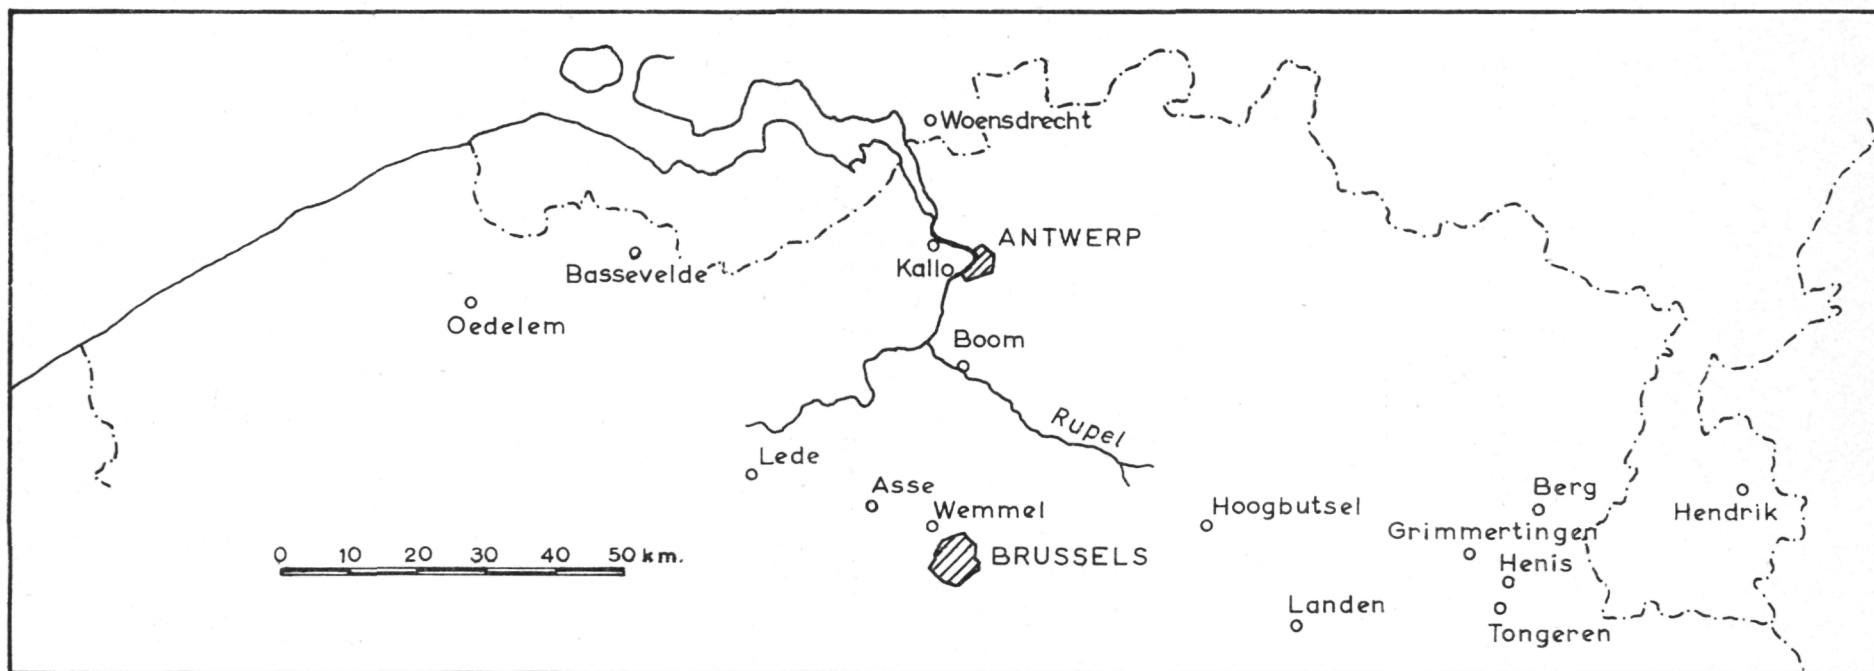 Woensdrecht
ANTWERP
Kallo
Bassevelde
Oedelem
Boom
Rupel
Lede
Asse
Wemmel
Hoogbutsel
Berg
Hendrik
Grimmertingen
0 10 20 30 40 50 km.
BRUSSELS
Henis
Landen
Tongeren